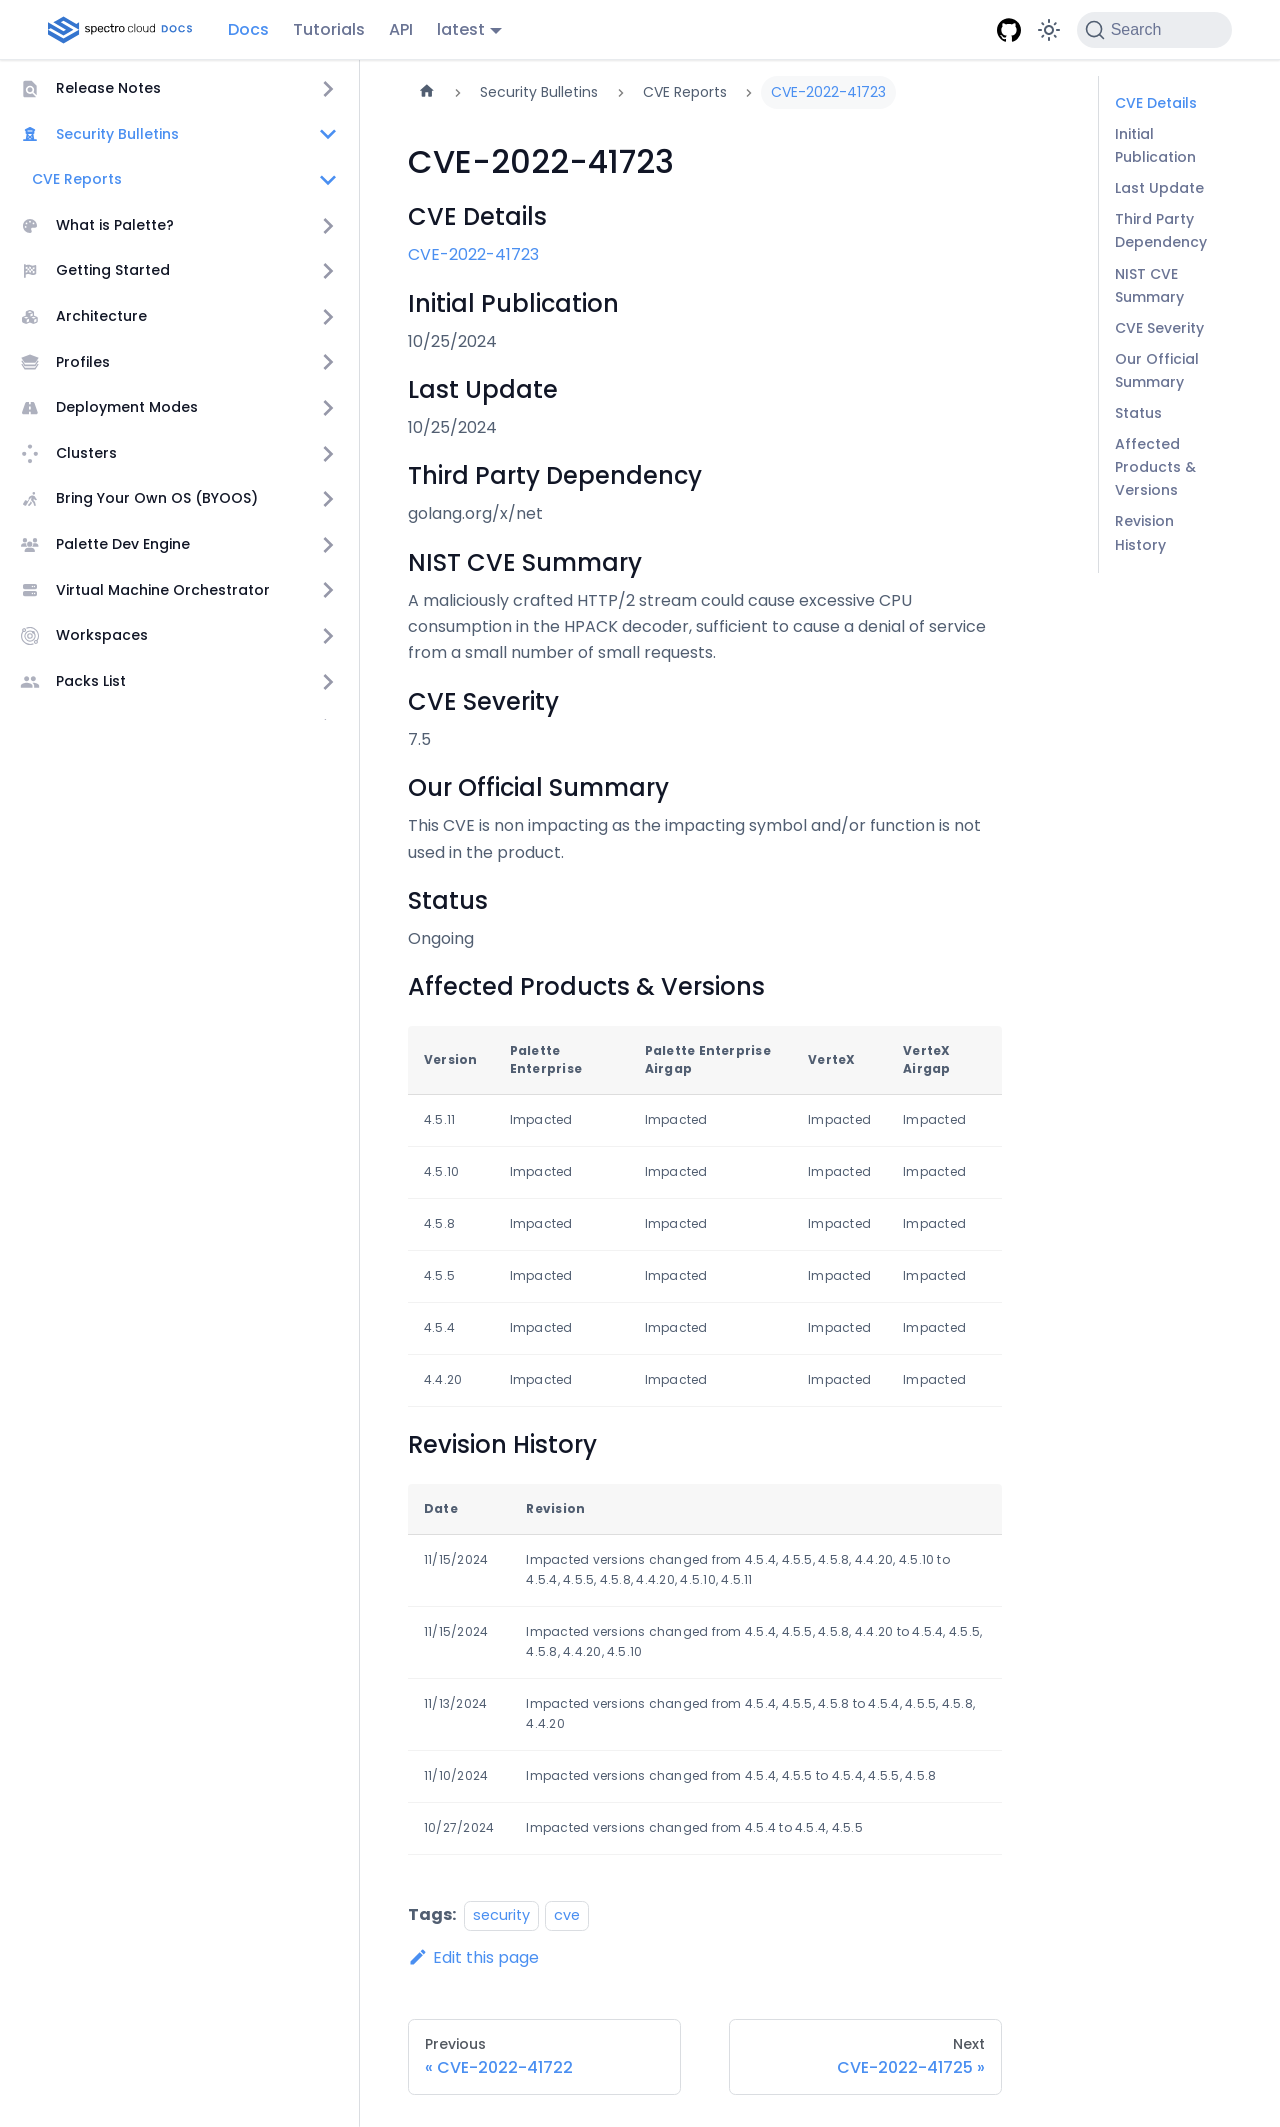 spectro cloud DOCS
Docs
Tutorials
API
latest
Search
Release Notes
Security Bulletins
CVE Reports
What is Palette?
Getting Started
Architecture
Profiles
Deployment Modes
Clusters
Bring Your Own OS (BYOOS)
Palette Dev Engine
Virtual Machine Orchestrator
Workspaces
Packs List
Security Bulletins
CVE Reports
CVE-2022-41723
CVE-2022-41723
CVE Details
CVE-2022-41723
Initial Publication
10/25/2024
Last Update
10/25/2024
Third Party Dependency
golang.org/x/net
NIST CVE Summary
A maliciously crafted HTTP/2 stream could cause excessive CPU
consumption in the HPACK decoder, sufficient to cause a denial of service
from a small number of small requests.
CVE Severity
7.5
Our Official Summary
This CVE is non impacting as the impacting symbol and/or function is not
used in the product.
Status
Ongoing
Affected Products & Versions
Version Palette Enterprise Palette Enterprise Airgap VerteX VerteX Airgap
4.5.11 Impacted Impacted Impacted Impacted
4.5.10 Impacted Impacted Impacted Impacted
4.5.8 Impacted Impacted Impacted Impacted
4.5.5 Impacted Impacted Impacted Impacted
4.5.4 Impacted Impacted Impacted Impacted
4.4.20 Impacted Impacted Impacted Impacted
Revision History
Date Revision
11/15/2024 Impacted versions changed from 4.5.4, 4.5.5, 4.5.8, 4.4.20, 4.5.10 to
4.5.4, 4.5.5, 4.5.8, 4.4.20, 4.5.10, 4.5.11
11/15/2024 Impacted versions changed from 4.5.4, 4.5.5, 4.5.8, 4.4.20 to 4.5.4, 4.5.5,
4.5.8, 4.4.20, 4.5.10
11/13/2024 Impacted versions changed from 4.5.4, 4.5.5, 4.5.8 to 4.5.4, 4.5.5, 4.5.8,
4.4.20
11/10/2024 Impacted versions changed from 4.5.4, 4.5.5 to 4.5.4, 4.5.5, 4.5.8
10/27/2024 Impacted versions changed from 4.5.4 to 4.5.4, 4.5.5
Tags: security cve
Edit this page
Previous
« CVE-2022-41722
Next
CVE-2022-41725 »
CVE Details
Initial
Publication
Last Update
Third Party
Dependency
NIST CVE
Summary
CVE Severity
Our Official
Summary
Status
Affected
Products &
Versions
Revision
History